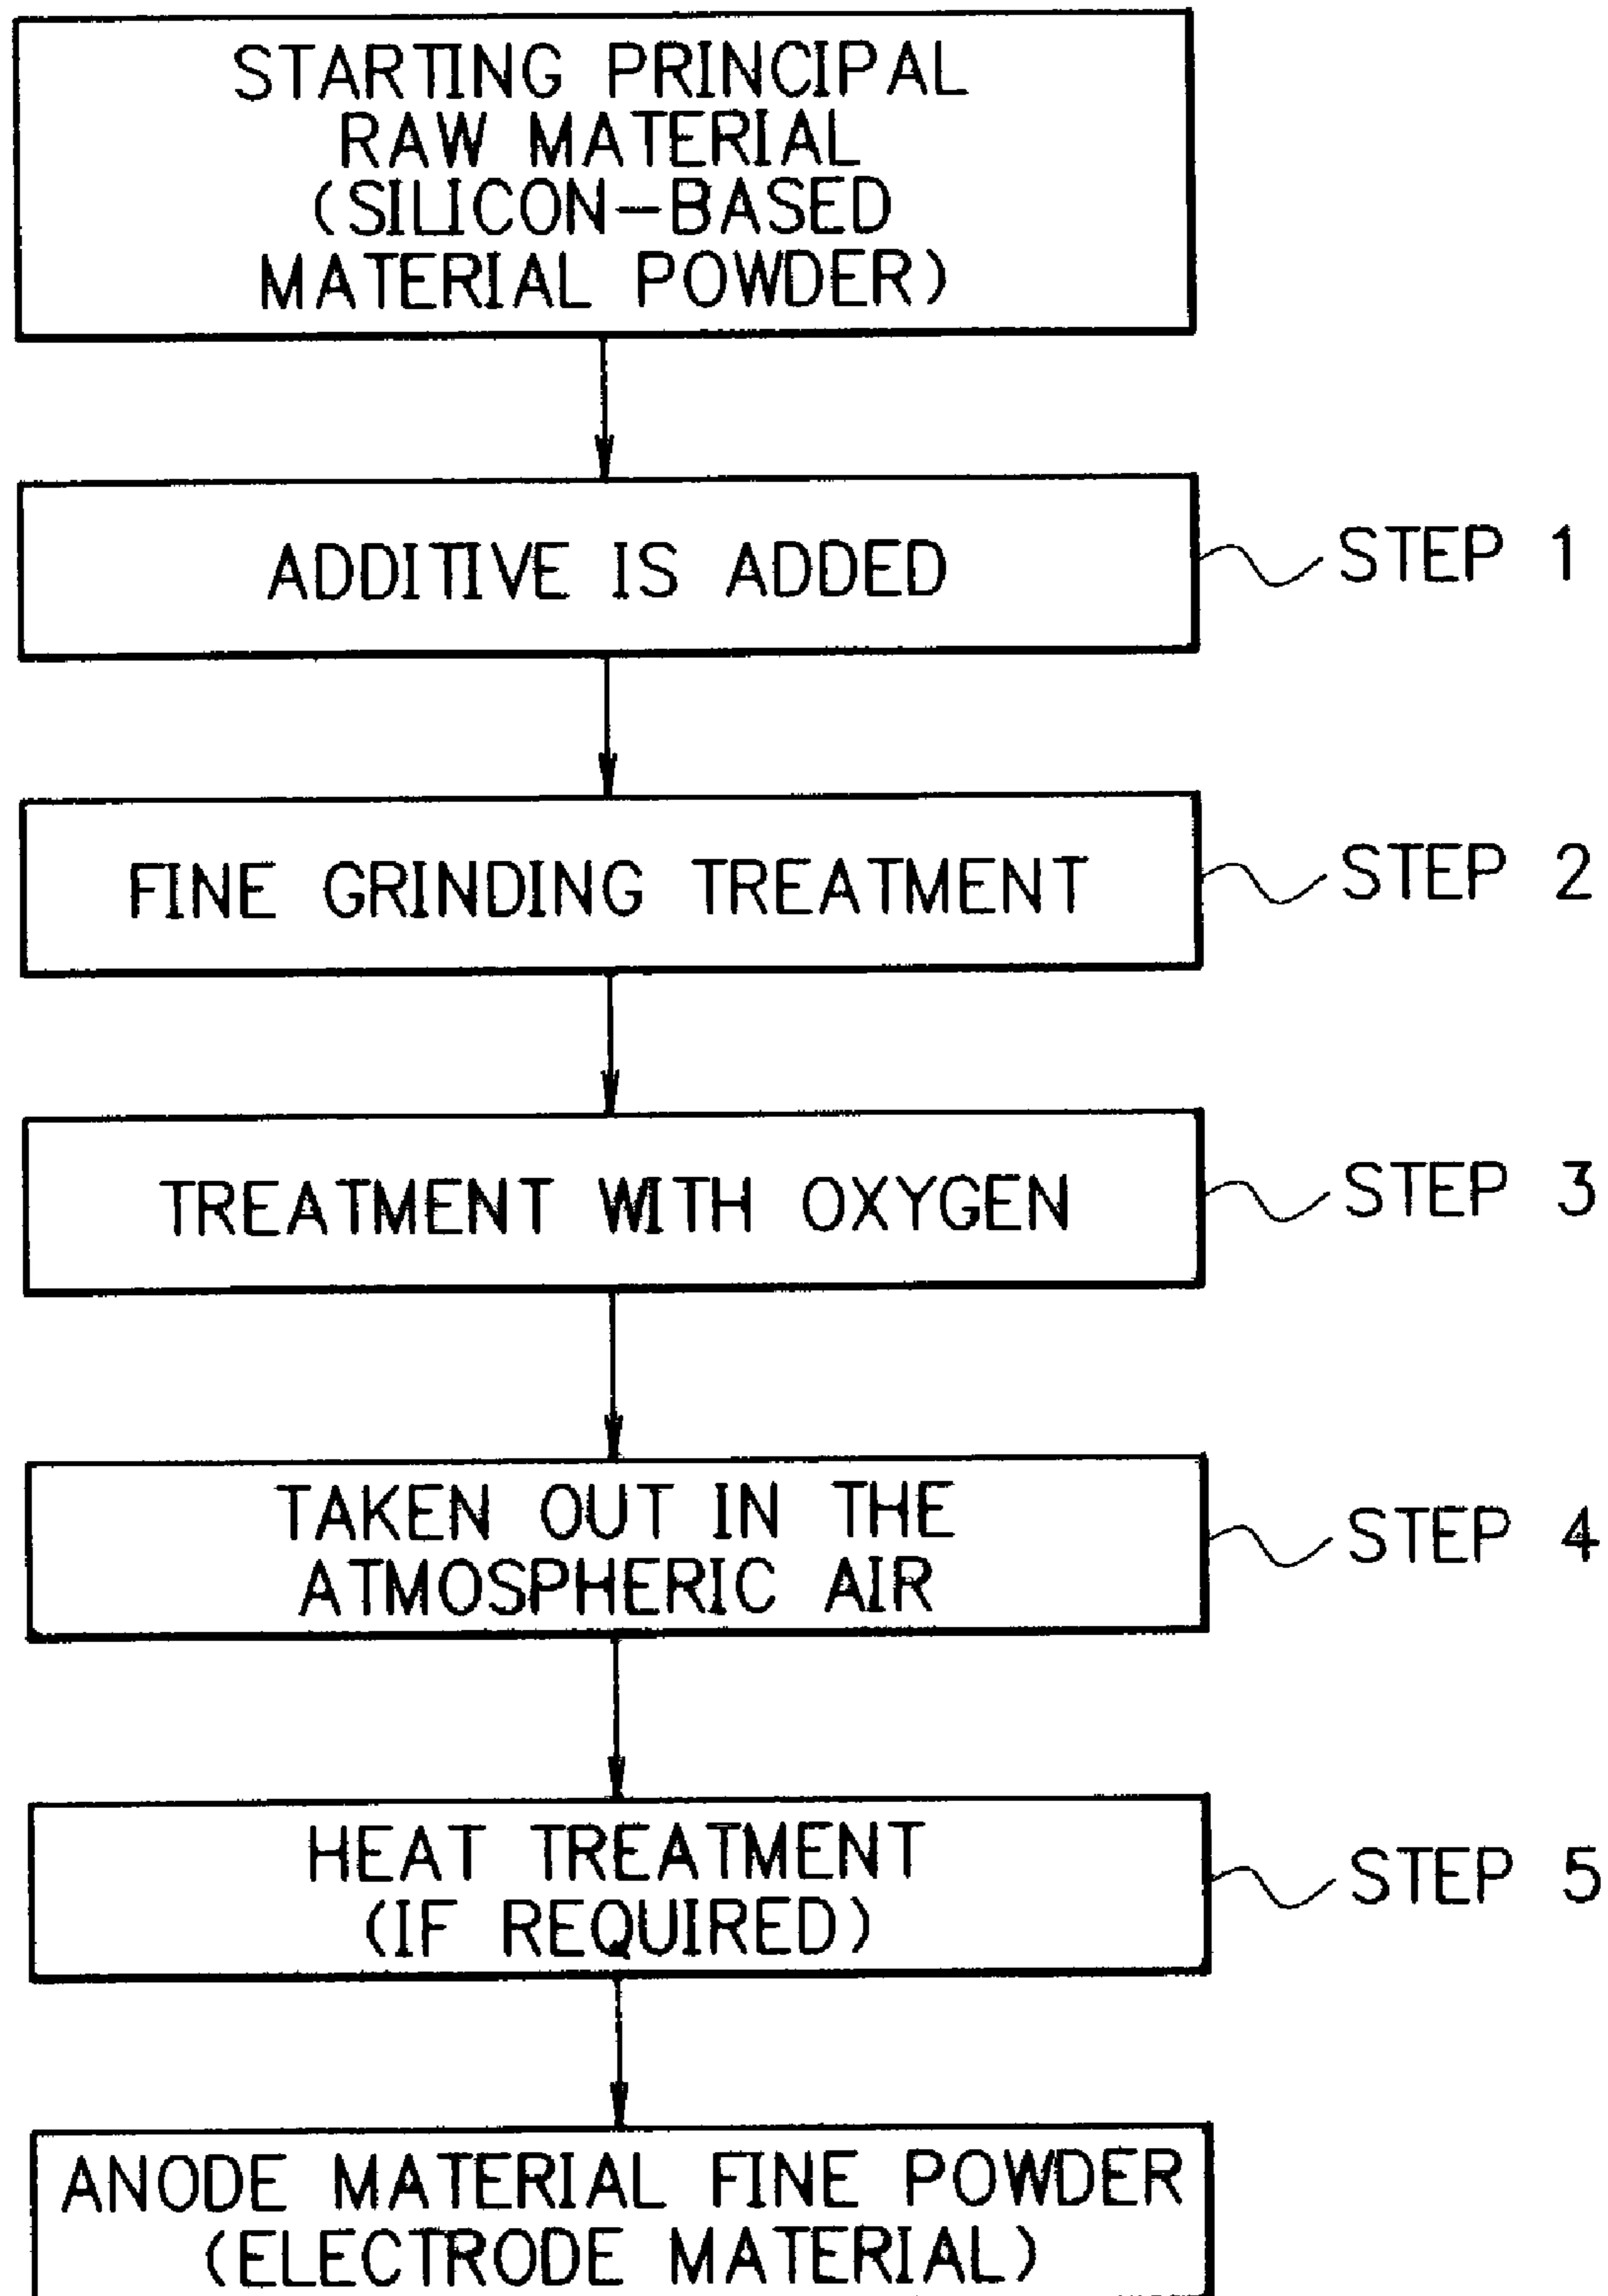 STARTING PRINCIPAL
RAW MATERIAL
(SILICON-BASED
MATERIAL POWDER)
ADDITIVE IS ADDED
STEP 1
FINE GRINDING TREATMENT
STEP 2
TREATMENT WITH OXYGEN
STEP 3
TAKEN OUT IN THE
ATMOSPHERIC AIR
STEP 4
HEAT TREATMENT
(IF REQUIRED)
STEP 5
ANODE MATERIAL FINE POWDER
(ELECTRODE MATERIAL)